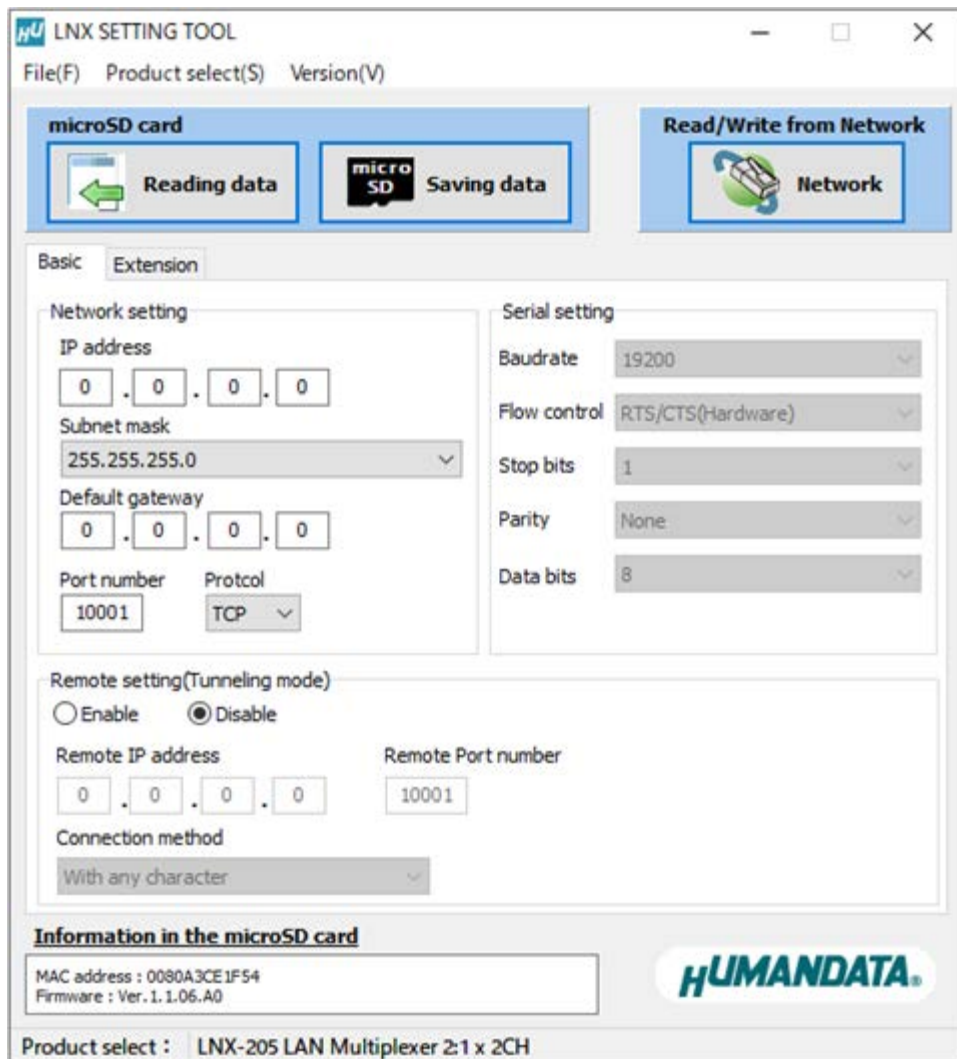 HU LNX SETTING TOOL
File(F) Product select(S) Version(V)
microSD card
Reading data
micro
SD
Saving data
Read/Write from Network
Network
Basic Extension
Network setting
IP address
0 . 0 . 0 . 0
Subnet mask
255.255.255.0
Default gateway
0 . 0 . 0 . 0
Port number Protcol
10001 TCP
Serial setting
Baudrate 19200
Flow control RTS/CTS(Hardware)
Stop bits 1
Parity None
Data bits 8
Remote setting(Tunneling mode)
Enable Disable
Remote IP address Remote Port number
0 . 0 . 0 . 0 10001
Connection method
With any character
Information in the microSD card
MAC address : 0080A3CE1F54
Firmware : Ver.1.1.06.A0
HUMANDATA®
Product select : LNX-205 LAN Multiplexer 2:1 x 2CH